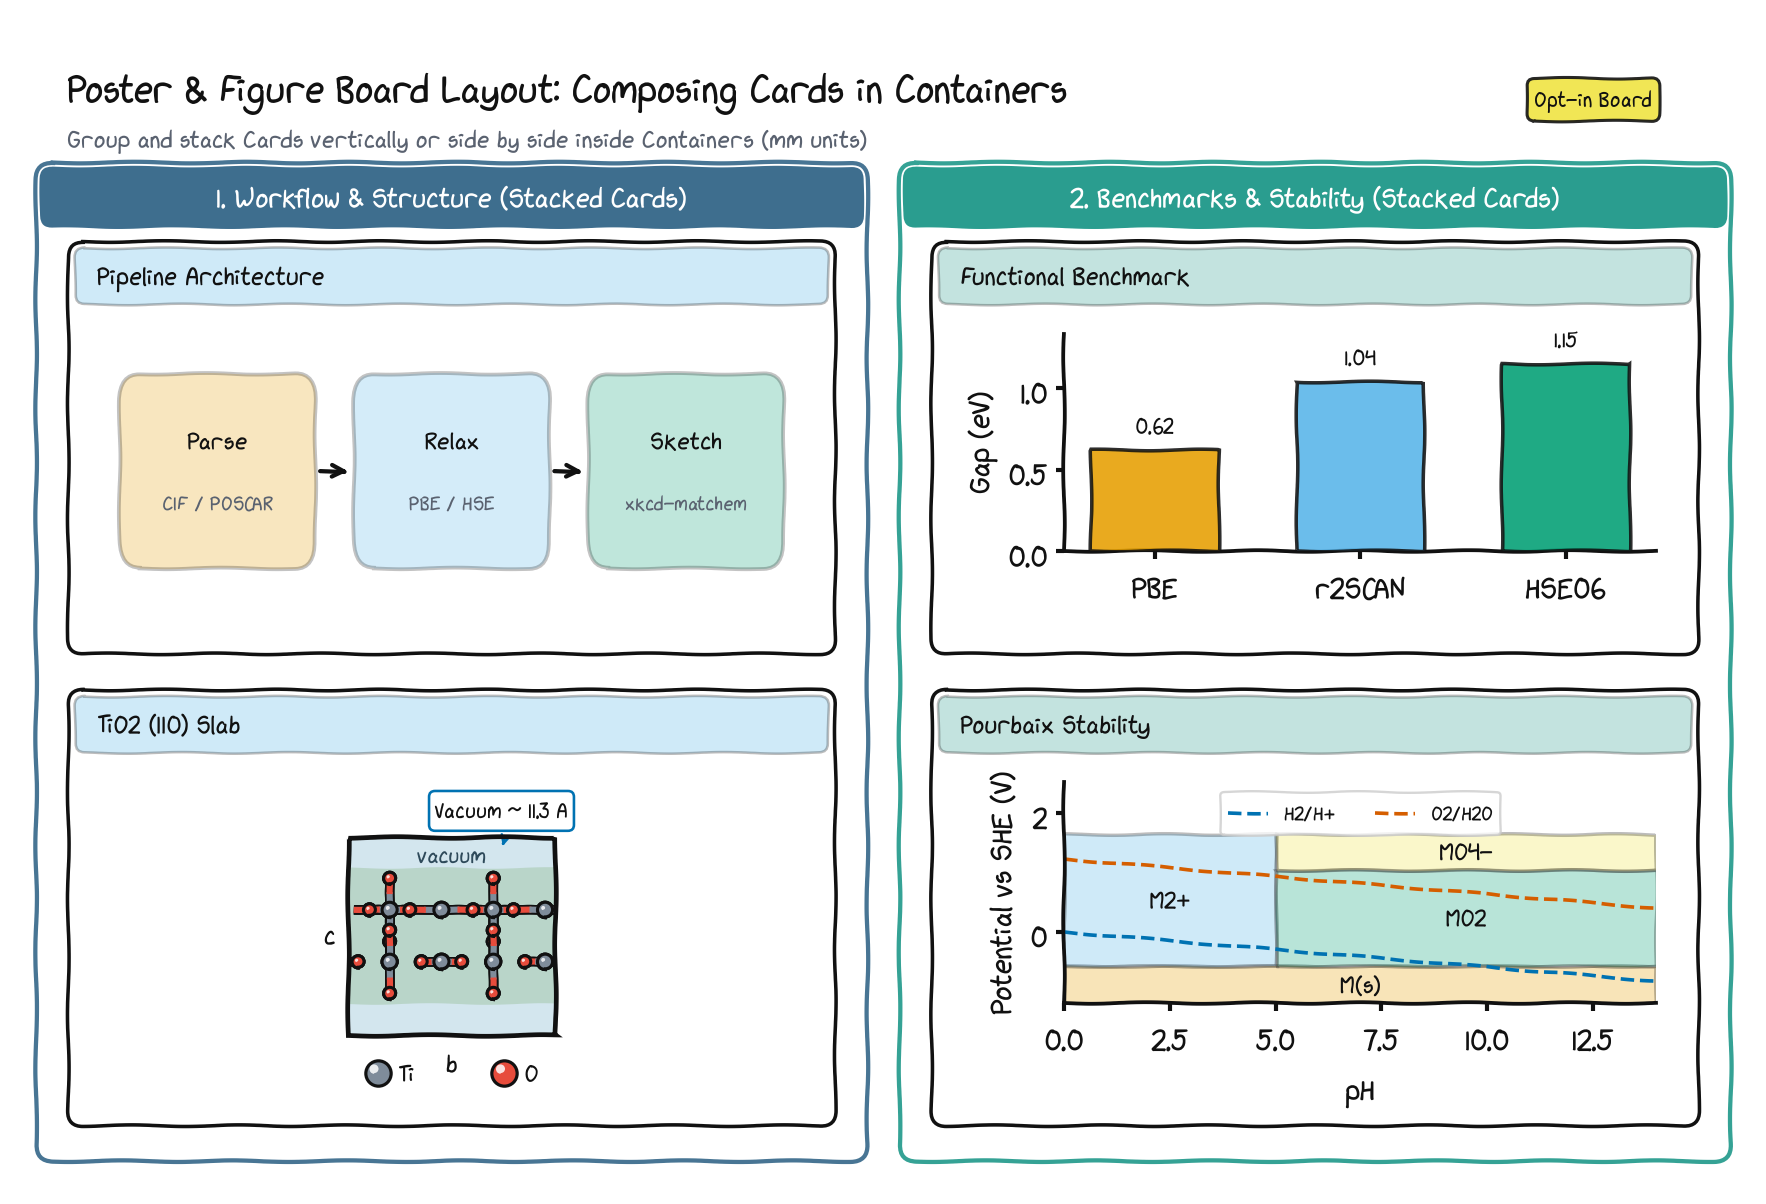 Poster & Figure Board Layout: Composing Cards in Containers
Opt-in Board
Group and stack Cards vertically or side by side inside Containers (mm units)
1. Workflow & Structure (Stacked Cards)
Pipeline Architecture
Parse
CIF / POSCAR
Relax
PBE / HSE
Sketch
xkcd-matchem
TiO2 (110) Slab
Vacuum ~ 11.3 A
vacuum
c
b
Ti
O
2. Benchmarks & Stability (Stacked Cards)
Functional Benchmark
Gap (eV)
1.0
0.5
0.0
0.62
1.04
1.15
PBE
r2SCAN
HSE06
Pourbaix Stability
Potential vs SHE (V)
2
0
H2/H+
O2/H2O
MO4-
M2+
MO2
M(s)
0.0
2.5
5.0
7.5
10.0
12.5
pH